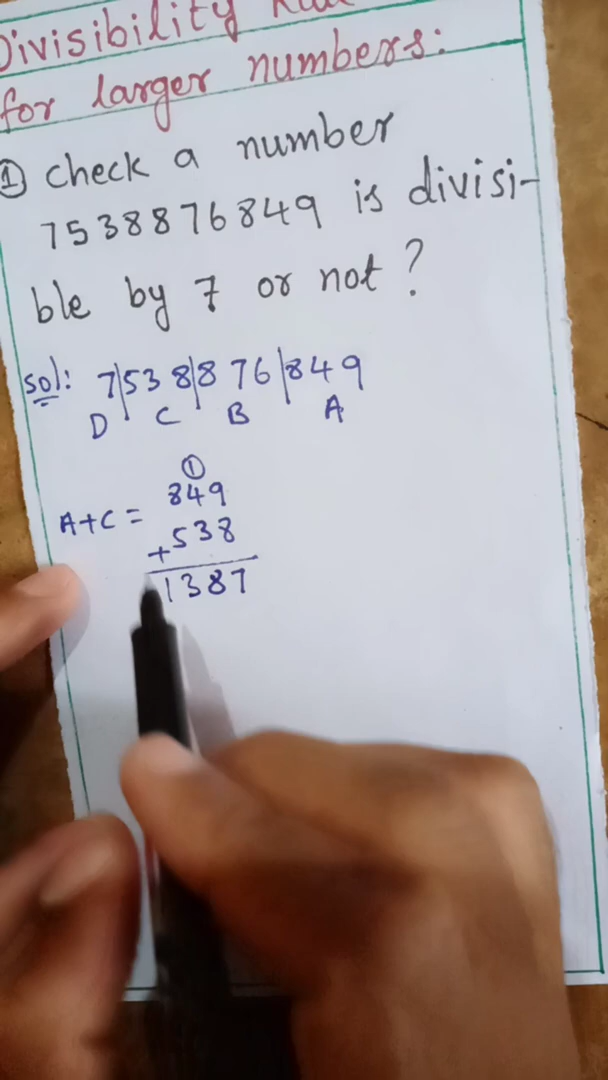 Divisibility
for larger numbers:
① check a number
7538876849 is divisi-
ble by 7 or not?
Sol: 7|538|876|849
D C B A
①
A+C = 849
+538
1387